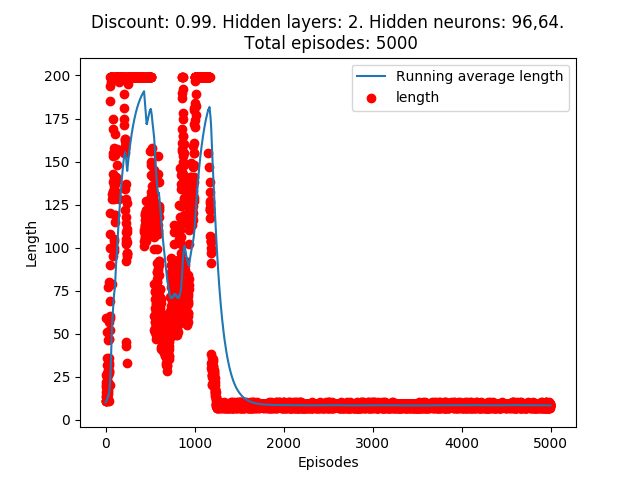 Discount: 0.99. Hidden layers: 2. Hidden neurons: 96,64.
Total episodes: 5000
Running average length
length
200
175
150
125
100
75
50
25
0
Length
0 1000 2000 3000 4000 5000
Episodes